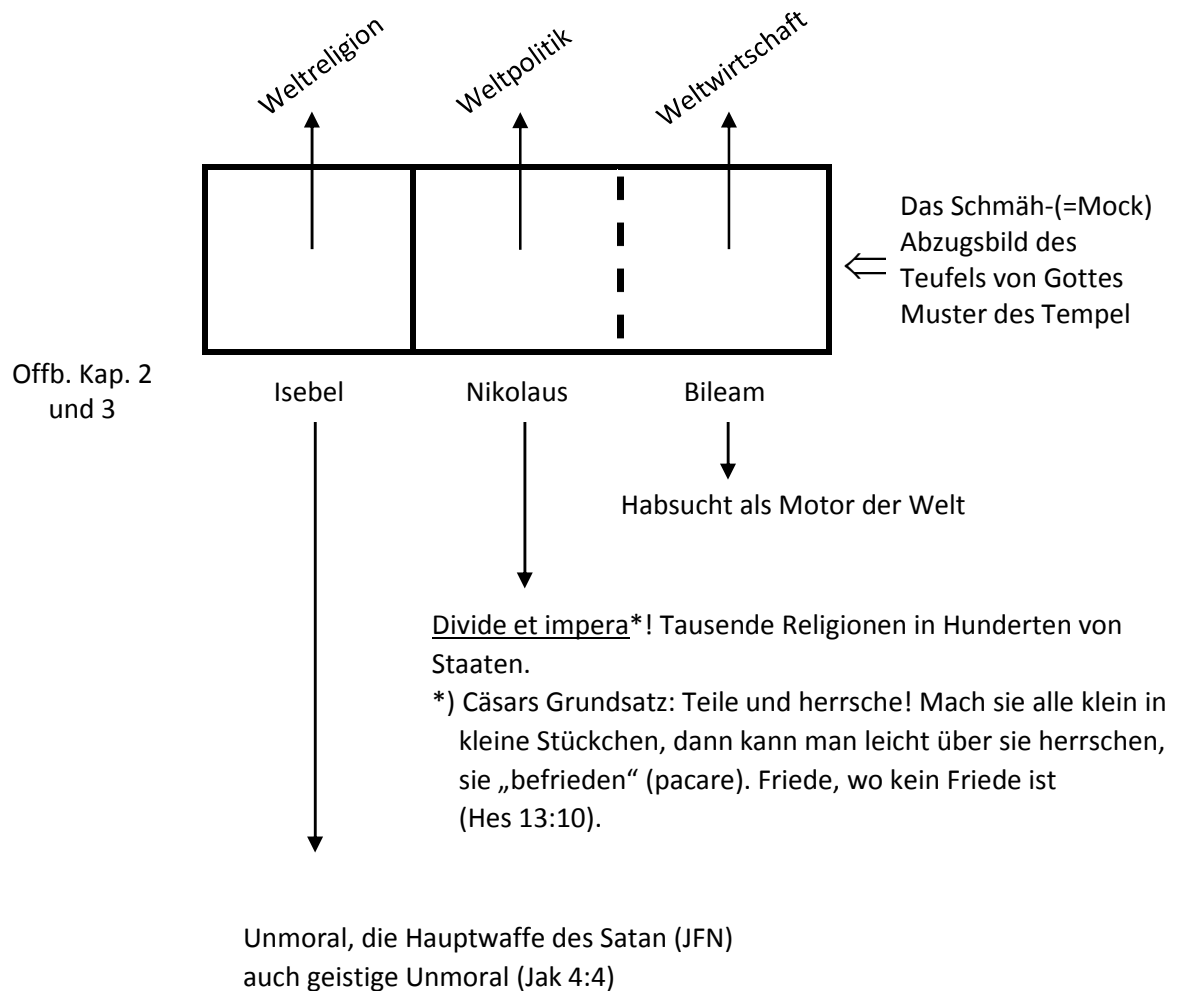 Weltreligion
Weltpolitik
Weltwirtschaft
Das Schmäh-(=Mock)
Abzugsbild des
Teufels von Gottes
Muster des Tempel
Offb. Kap. 2
und 3
Isebel
Nikolaus
Bileam
Habsucht als Motor der Welt
Divide et impera*! Tausende Religionen in Hunderten von
Staaten.
*) Cäsars Grundsatz: Teile und herrsche! Mach sie alle klein in
kleine Stückchen, dann kann man leicht über sie herrschen,
sie „befrieden“ (pacare). Friede, wo kein Friede ist
(Hes 13:10).
Unmoral, die Hauptwaffe des Satan (JFN)
auch geistige Unmoral (Jak 4:4)